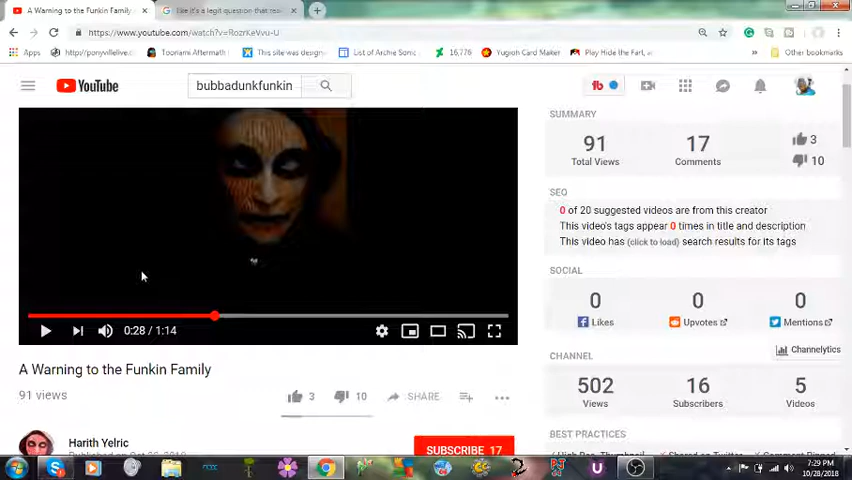 A Warning to the Funkin Family
like it's a legit question that rea
https://www.youtube.com/watch?v=RozrKeVvu-U
Apps
http://ponyvillelive.c
Toonami Aftermath
This site was design
List of Archie Sonic
16,776
Yugioh Card Maker
Play Hide the Fart, a
»
Other bookmarks
YouTube
bubbadunkfunkin
tb
SUMMARY
91
Total Views
17
Comments
3
10
SEO
0 of 20 suggested videos are from this creator
This video's tags appear 0 times in title and description
This video has (click to load) search results for its tags
SOCIAL
0
Likes
0
Upvotes
0
Mentions
Channelytics
CHANNEL
502
Views
16
Subscribers
5
Videos
BEST PRACTICES
0:28 / 1:14
A Warning to the Funkin Family
91 views
3
10
SHARE
Harith Yelric
SUBSCRIBE 17
7:29 PM
10/28/2018